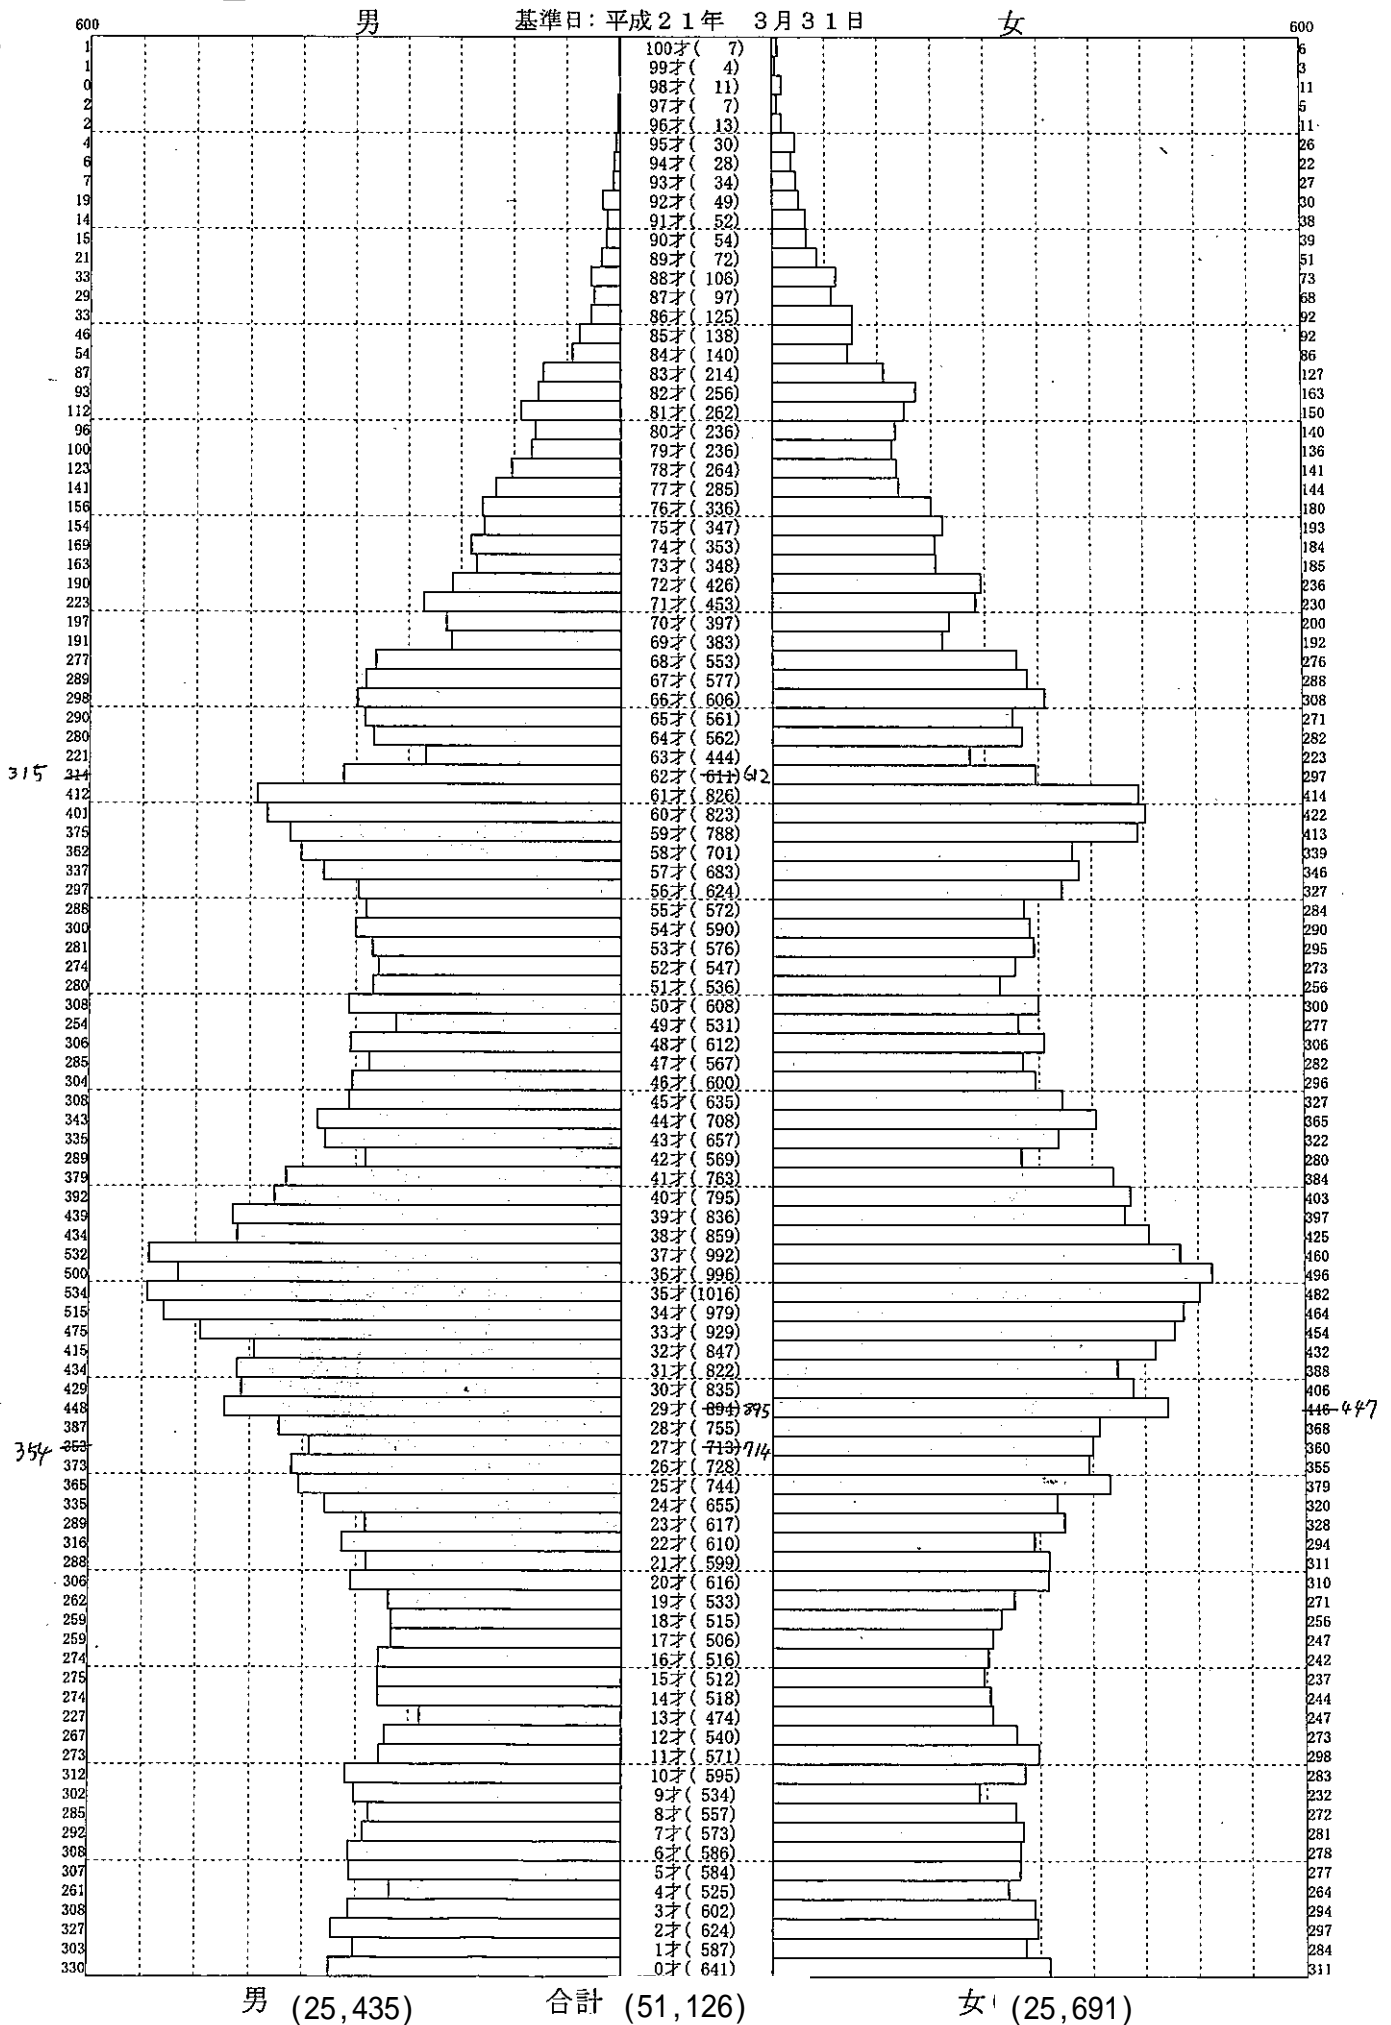 男 基準日：平成２１年 ３月３１日 女
600 600
1 100才( 7) 6
1 99才( 4) 3
0 98才( 11) 11
2 97才( 7) 5
2 96才( 13) 11
4 95才( 30) 26
6 94才( 28) 22
7 93才( 34) 27
19 92才( 49) 30
14 91才( 52) 38
15 90才( 54) 39
21 89才( 72) 51
33 88才( 106) 73
29 87才( 97) 68
33 86才( 125) 92
46 85才( 138) 92
54 84才( 140) 86
87 83才( 214) 127
93 82才( 256) 163
112 81才( 262) 150
96 80才( 236) 140
100 79才( 236) 136
123 78才( 264) 141
141 77才( 285) 144
156 76才( 336) 180
154 75才( 347) 193
169 74才( 353) 184
163 73才( 348) 185
190 72才( 426) 236
223 71才( 453) 230
197 70才( 397) 200
191 69才( 383) 192
277 68才( 553) 276
289 67才( 577) 288
298 66才( 606) 308
290 65才( 561) 271
280 64才( 562) 282
221 63才( 444) 223
315 314 62才( 611) 612 297
412 61才( 826) 414
401 60才( 823) 422
375 59才( 788) 413
362 58才( 701) 339
337 57才( 683) 346
297 56才( 624) 327
288 55才( 572) 284
300 54才( 590) 290
281 53才( 576) 295
274 52才( 547) 273
280 51才( 536) 256
308 50才( 608) 300
254 49才( 531) 277
306 48才( 612) 306
285 47才( 567) 282
304 46才( 600) 296
308 45才( 635) 327
343 44才( 708) 365
335 43才( 657) 322
289 42才( 569) 280
379 41才( 763) 384
392 40才( 795) 403
439 39才( 836) 397
434 38才( 859) 425
532 37才( 992) 460
500 36才( 996) 496
534 35才(1016) 482
515 34才( 979) 464
475 33才( 929) 454
415 32才( 847) 432
434 31才( 822) 388
429 30才( 835) 406
448 29才( 894) 895 446 447
387 28才( 755) 368
354 353 27才( 713) 714 360
373 26才( 728) 355
365 25才( 744) 379
335 24才( 655) 320
289 23才( 617) 328
316 22才( 610) 294
288 21才( 599) 311
306 20才( 616) 310
262 19才( 533) 271
259 18才( 515) 256
259 17才( 506) 247
274 16才( 516) 242
275 15才( 512) 237
274 14才( 518) 244
227 13才( 474) 247
267 12才( 540) 273
273 11才( 571) 298
312 10才( 595) 283
302 9才( 534) 232
285 8才( 557) 272
292 7才( 573) 281
308 6才( 586) 278
307 5才( 584) 277
261 4才( 525) 264
308 3才( 602) 294
327 2才( 624) 297
303 1才( 587) 284
330 0才( 641) 311
男 (25,435) 合計 (51,126) 女 (25,691)